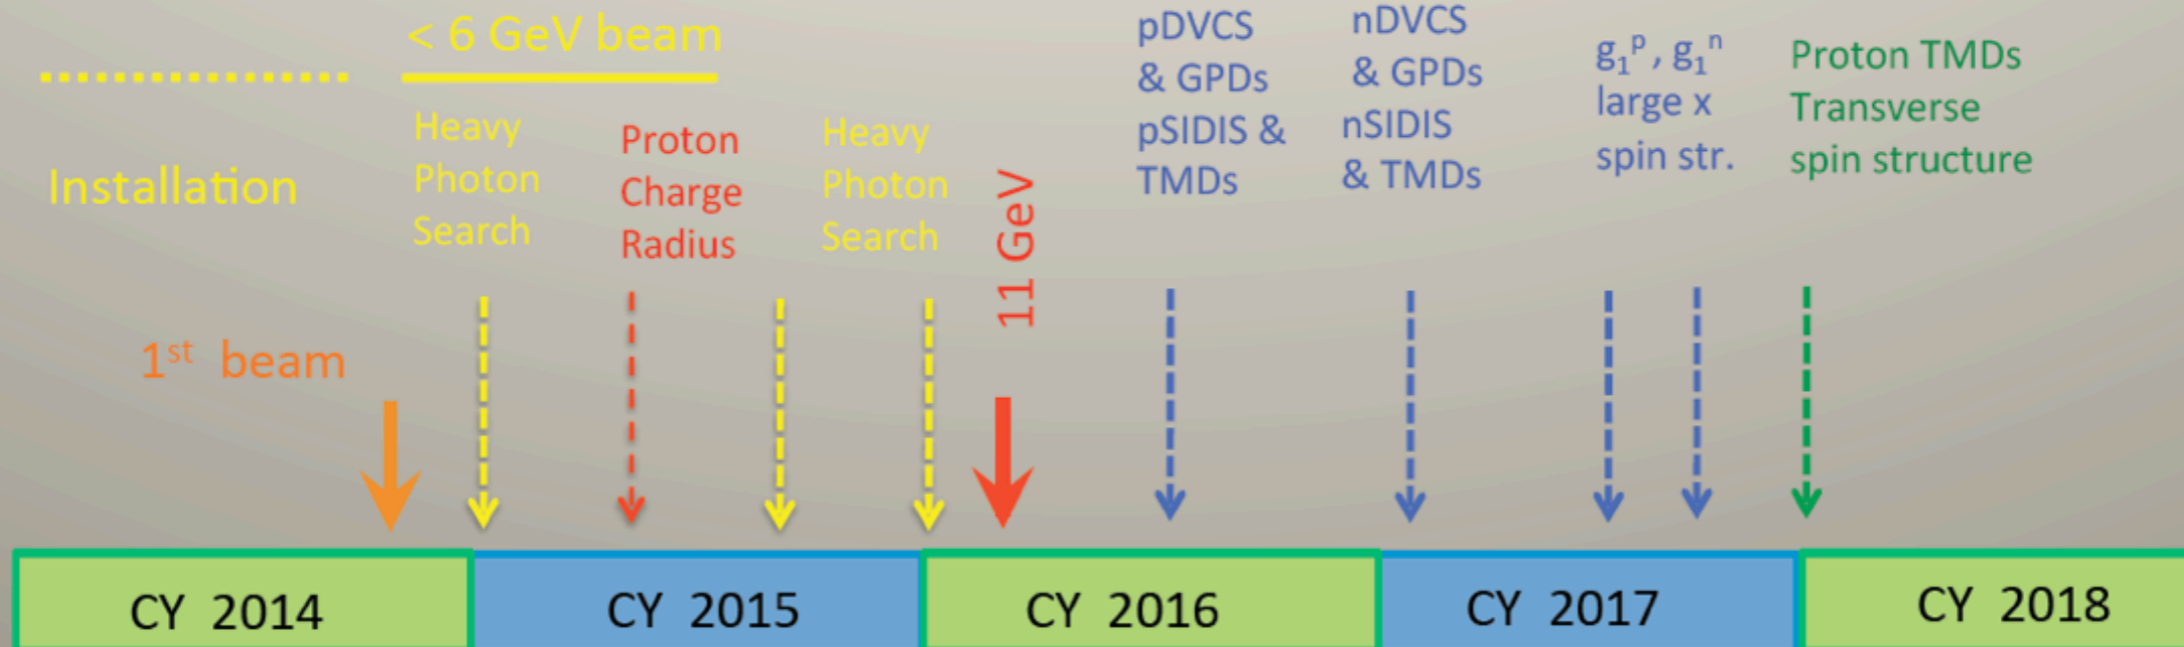 < 6 GeV beam
Installation
Heavy
Photon
Search
Proton
Charge
Radius
Heavy
Photon
Search
11 GeV
pDVCS
& GPDs
pSIDIS &
TMDs
nDVCS
& GPDs
nSIDIS
& TMDs
g₁ᵖ, g₁ⁿ
large x
spin str.
Proton TMDs
Transverse
spin structure
1ˢᵗ beam
CY 2014
CY 2015
CY 2016
CY 2017
CY 2018